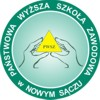 PAŃSTWOWA WYŻSZA SZKOŁA ZAWODOWA
PWSZ
w NOWYM SĄCZU